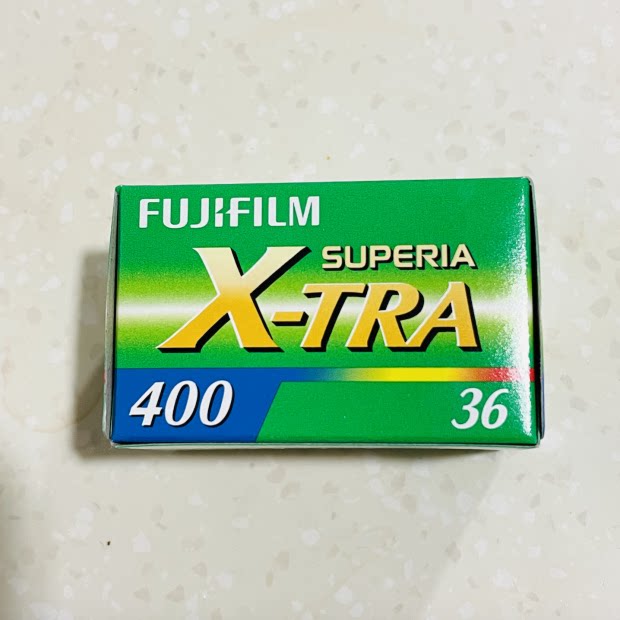 FUJIFILM
SUPERIA
X-TRA
400
36